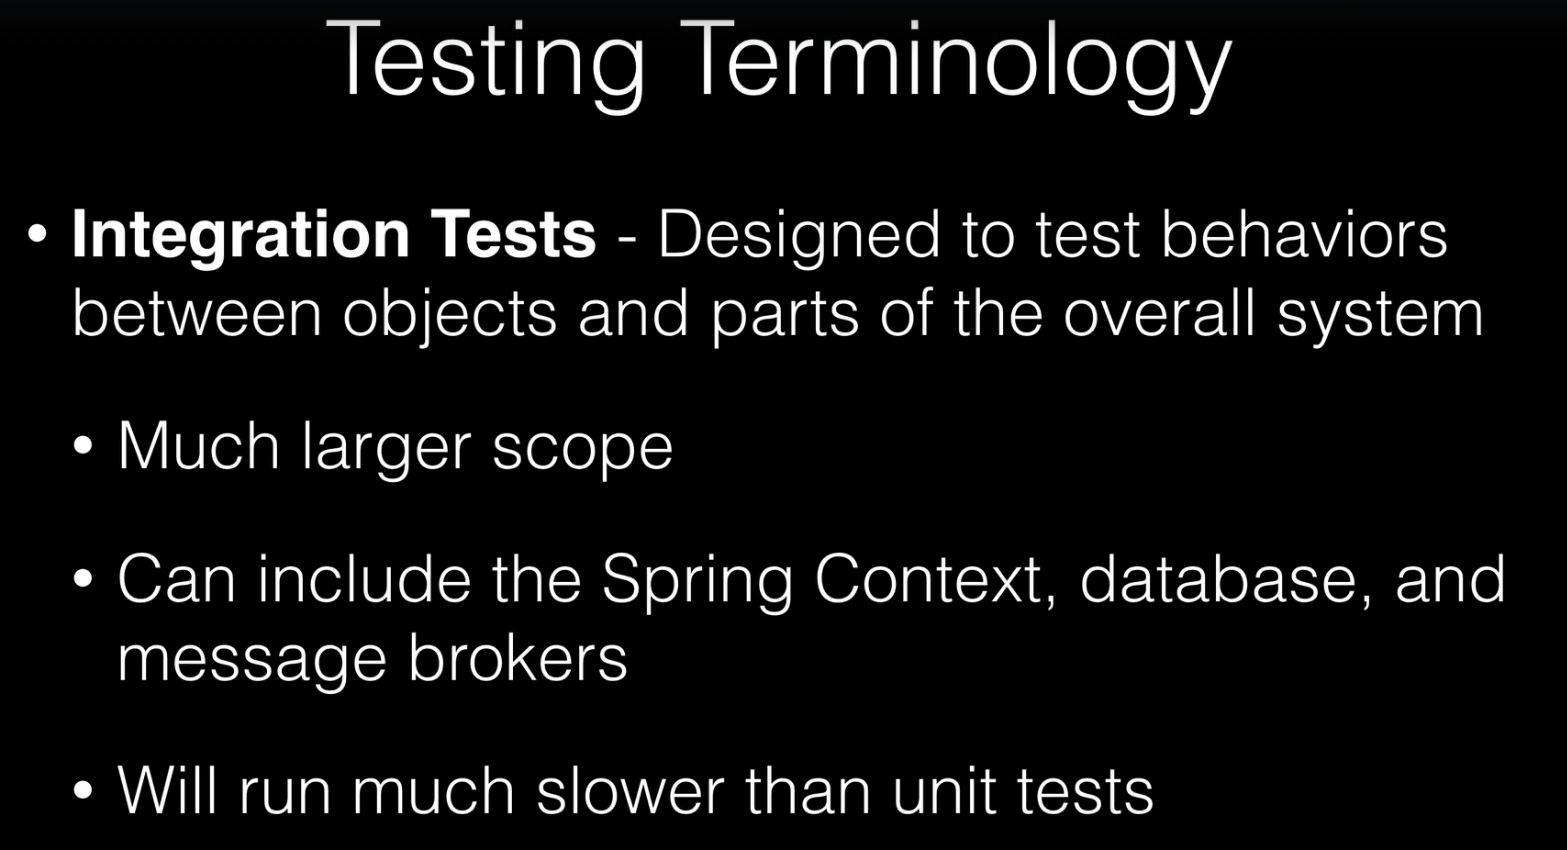 Testing Terminology
• Integration Tests - Designed to test behaviors
between objects and parts of the overall system
• Much larger scope
• Can include the Spring Context, database, and
message brokers
• Will run much slower than unit tests